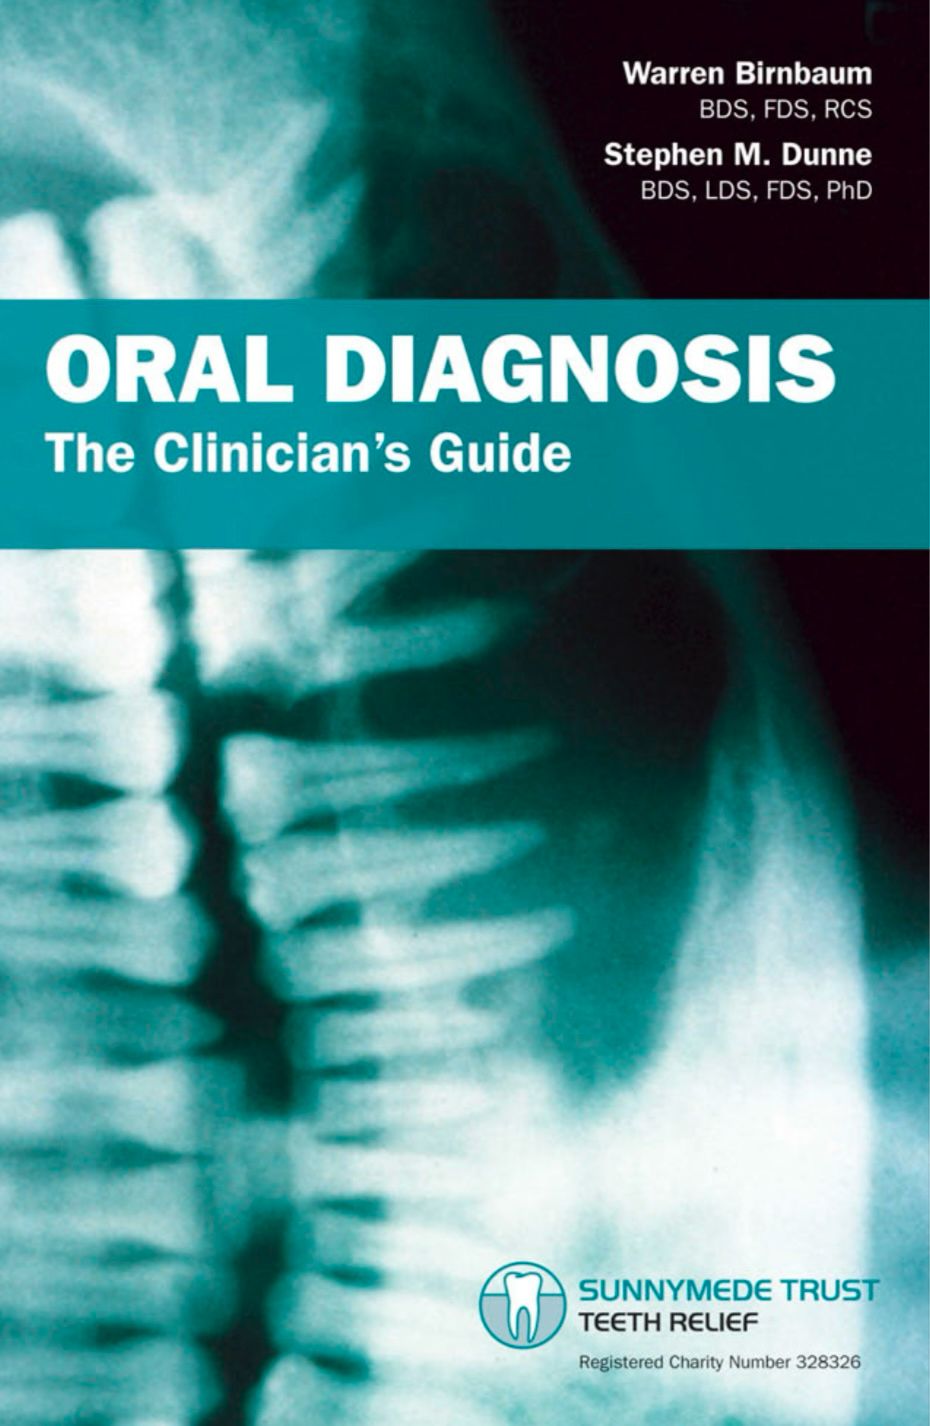 Warren Birnbaum
BDS, FDS, RCS
Stephen M. Dunne
BDS, LDS, FDS, PhD
ORAL DIAGNOSIS
The Clinician’s Guide
SUNNYMEDE TRUST
TEETH RELIEF
Registered Charity Number 328326